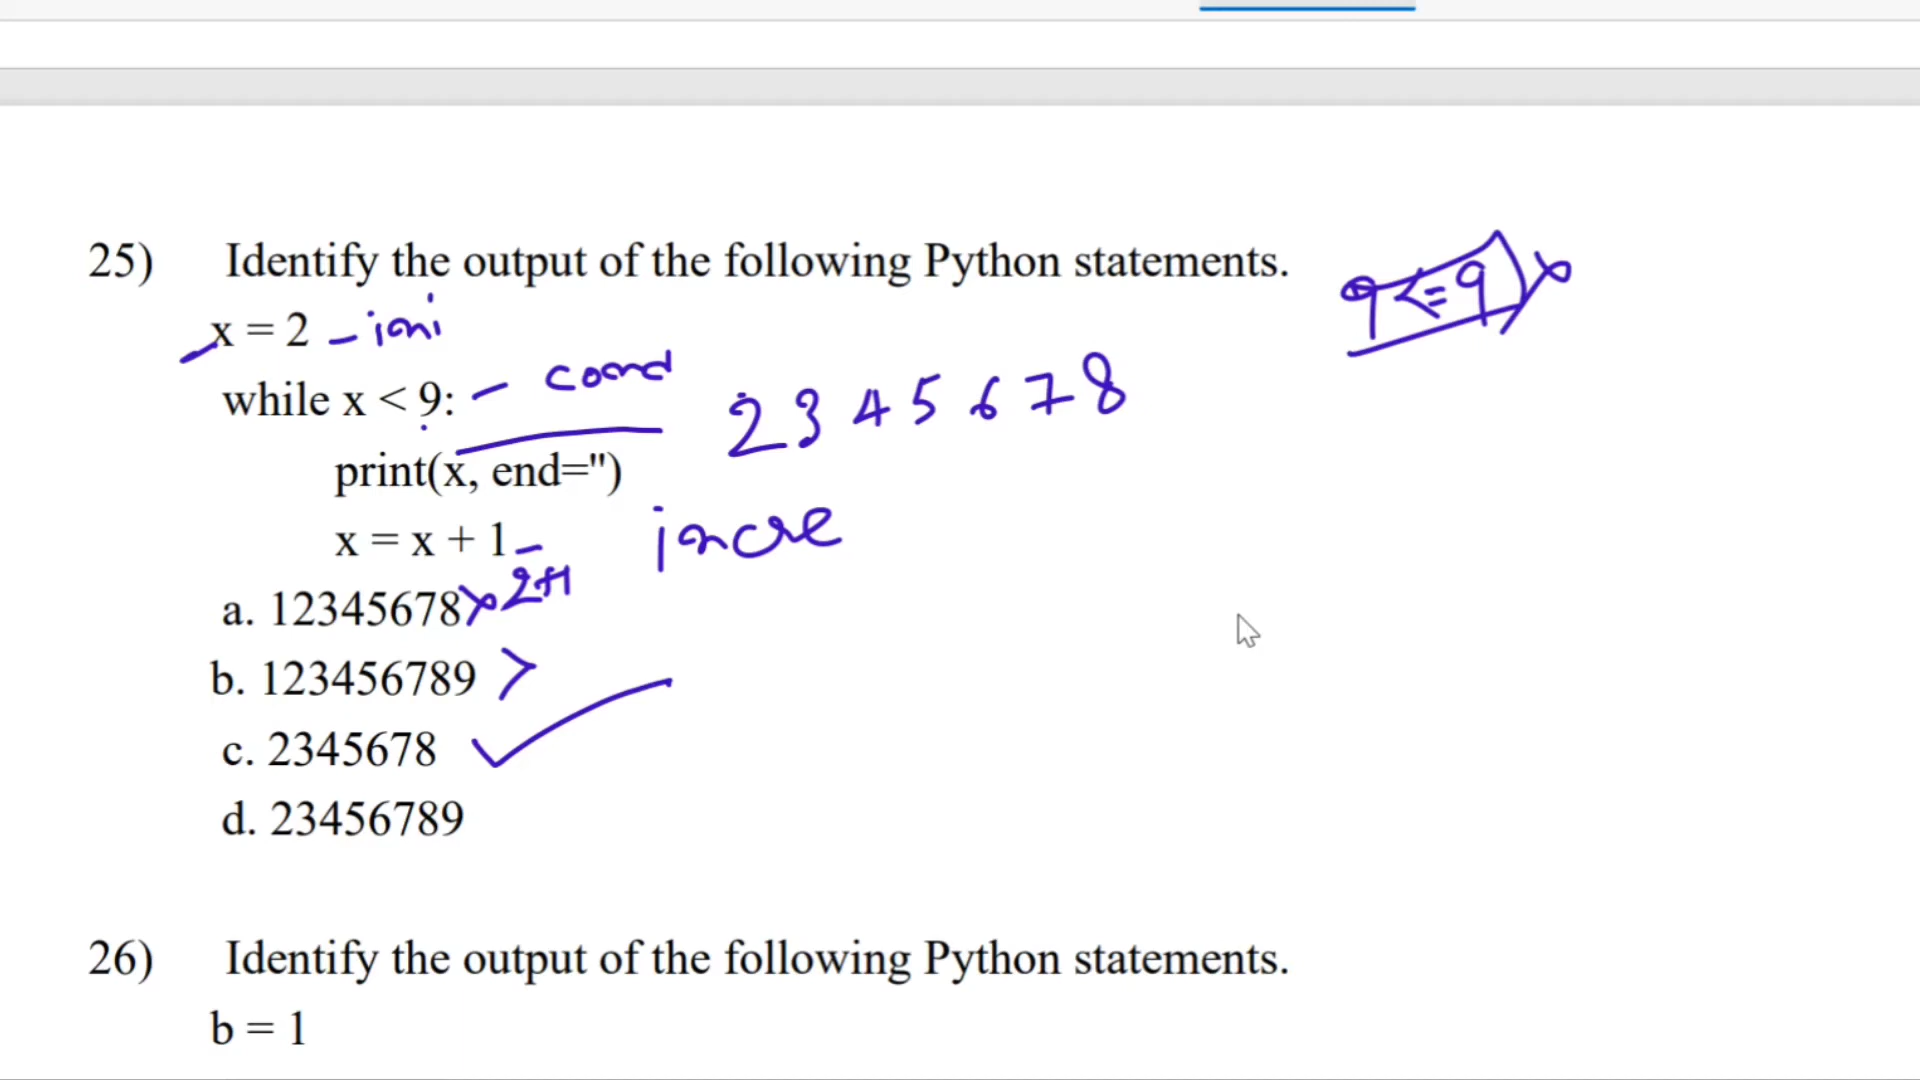 25) Identify the output of the following Python statements.
9<=9)
x = 2 – ini
while x < 9: – cond
2 3 4 5 6 7 8
print(x, end='')
x = x + 1 – incre
2+1
a. 12345678
b. 123456789
c. 2345678
d. 23456789
26) Identify the output of the following Python statements.
b = 1